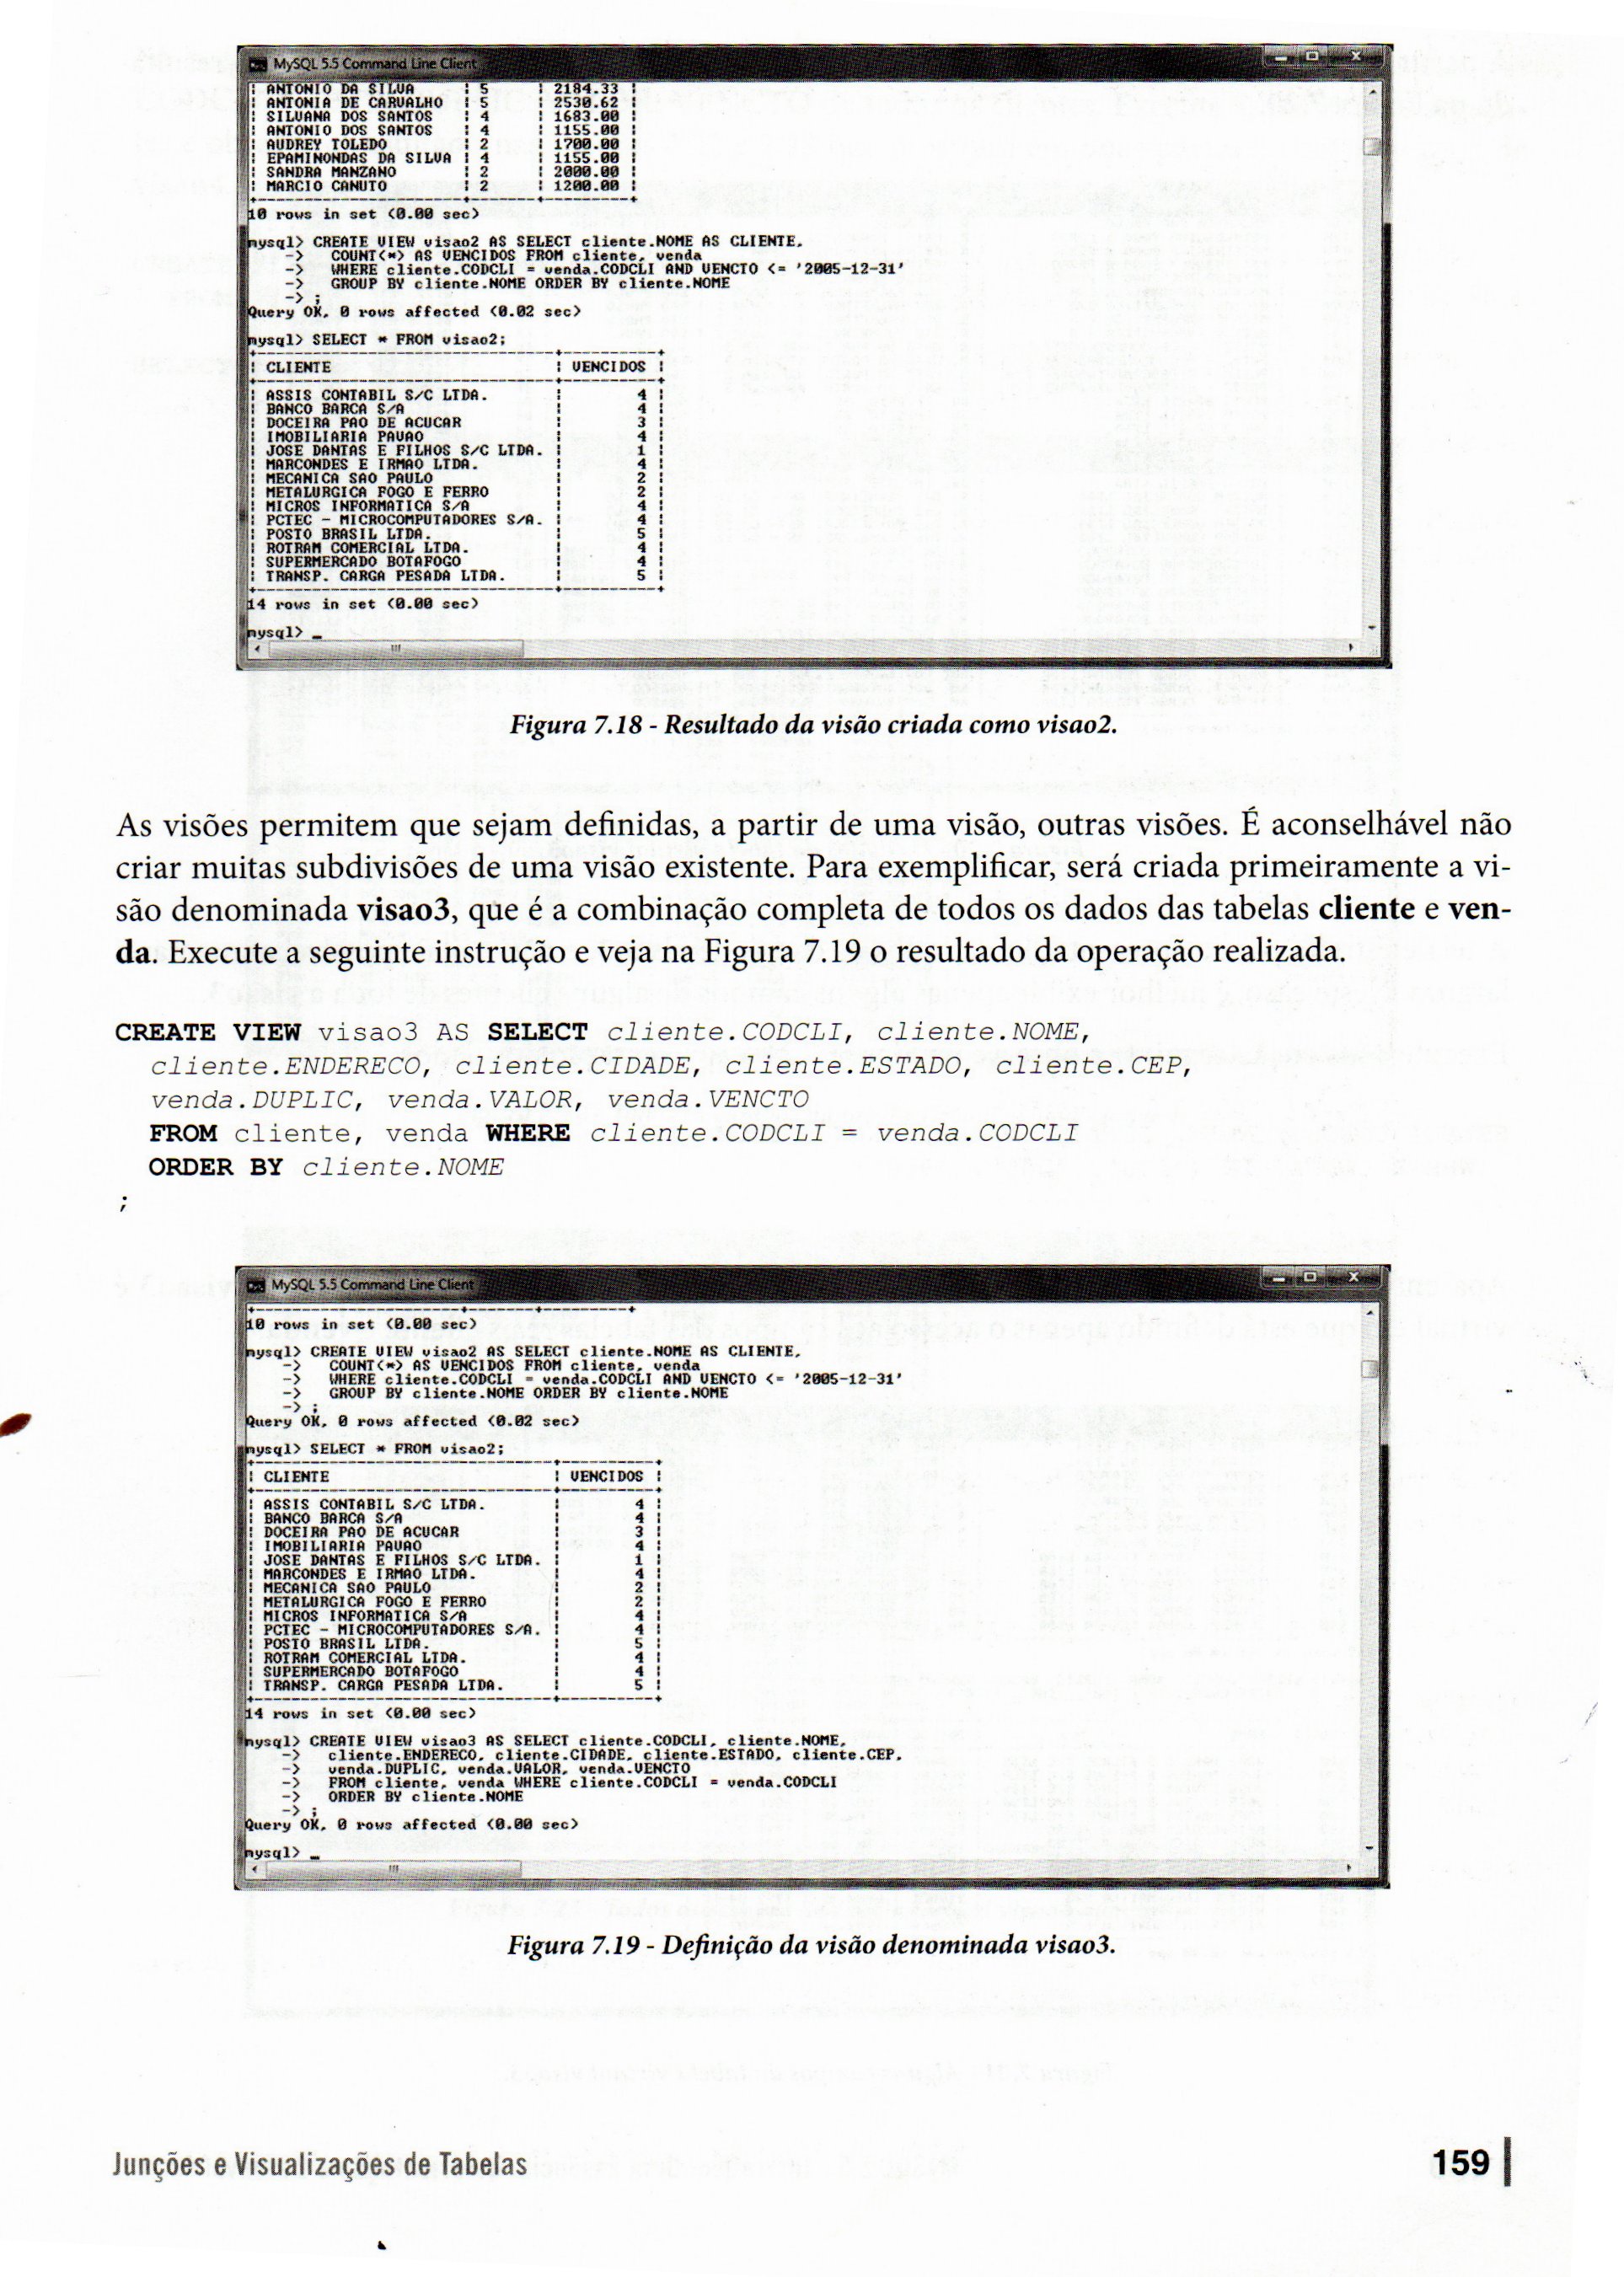 MySQL 5.5 Command Line Client
| ANTONIO DA SILVA | 5 | 2184.33 |
| ANTONIA DE CARVALHO | 5 | 2530.62 |
| SILVANA DOS SANTOS | 4 | 1683.00 |
| ANTONIO DOS SANTOS | 4 | 1155.00 |
| AUDREY TOLEDO | 2 | 1700.00 |
| EPAMINONDAS DA SILVA | 4 | 1155.00 |
| SANDRA MANZANO | 2 | 2000.00 |
| MARCIO CANUTO | 2 | 1200.00 |
10 rows in set (0.00 sec)
mysql> CREATE VIEW visao2 AS SELECT cliente.NOME AS CLIENTE,
-> COUNT(*) AS VENCIDOS FROM cliente, venda
-> WHERE cliente.CODCLI = venda.CODCLI AND VENCTO <= '2005-12-31'
-> GROUP BY cliente.NOME ORDER BY cliente.NOME
-> ;
Query OK, 0 rows affected (0.02 sec)
mysql> SELECT * FROM visao2;
| CLIENTE | VENCIDOS |
| ASSIS CONTABIL S/C LTDA. | 4 |
| BANCO BARCA S/A | 4 |
| DOCEIRA PAO DE ACUCAR | 3 |
| IMOBILIARIA PAVAO | 4 |
| JOSE DANTAS E FILHOS S/C LTDA. | 1 |
| MARCONDES E IRMAO LTDA. | 4 |
| MECANICA SAO PAULO | 2 |
| METALURGICA FOGO E FERRO | 2 |
| MICROS INFORMATICA S/A | 4 |
| PCTEC - MICROCOMPUTADORES S/A. | 4 |
| POSTO BRASIL LTDA. | 5 |
| ROTRAM COMERCIAL LTDA. | 4 |
| SUPERMERCADO BOTAFOGO | 4 |
| TRANSP. CARGA PESADA LTDA. | 5 |
14 rows in set (0.00 sec)
mysql> _
Figura 7.18 - Resultado da visão criada como visao2.
As visões permitem que sejam definidas, a partir de uma visão, outras visões. É aconselhável não
criar muitas subdivisões de uma visão existente. Para exemplificar, será criada primeiramente a vi-
são denominada visao3, que é a combinação completa de todos os dados das tabelas cliente e ven-
da. Execute a seguinte instrução e veja na Figura 7.19 o resultado da operação realizada.
CREATE VIEW visao3 AS SELECT cliente.CODCLI, cliente.NOME,
cliente.ENDERECO, cliente.CIDADE, cliente.ESTADO, cliente.CEP,
venda.DUPLIC, venda.VALOR, venda.VENCTO
FROM cliente, venda WHERE cliente.CODCLI = venda.CODCLI
ORDER BY cliente.NOME
;
MySQL 5.5 Command Line Client
10 rows in set (0.00 sec)
mysql> CREATE VIEW visao2 AS SELECT cliente.NOME AS CLIENTE,
-> COUNT(*) AS VENCIDOS FROM cliente, venda
-> WHERE cliente.CODCLI = venda.CODCLI AND VENCTO <= '2005-12-31'
-> GROUP BY cliente.NOME ORDER BY cliente.NOME
-> ;
Query OK, 0 rows affected (0.02 sec)
mysql> SELECT * FROM visao2;
| CLIENTE | VENCIDOS |
| ASSIS CONTABIL S/C LTDA. | 4 |
| BANCO BARCA S/A | 4 |
| DOCEIRA PAO DE ACUCAR | 3 |
| IMOBILIARIA PAVAO | 4 |
| JOSE DANTAS E FILHOS S/C LTDA. | 1 |
| MARCONDES E IRMAO LTDA. | 4 |
| MECANICA SAO PAULO | 2 |
| METALURGICA FOGO E FERRO | 2 |
| MICROS INFORMATICA S/A | 4 |
| PCTEC - MICROCOMPUTADORES S/A. | 4 |
| POSTO BRASIL LTDA. | 5 |
| ROTRAM COMERCIAL LTDA. | 4 |
| SUPERMERCADO BOTAFOGO | 4 |
| TRANSP. CARGA PESADA LTDA. | 5 |
14 rows in set (0.00 sec)
mysql> CREATE VIEW visao3 AS SELECT cliente.CODCLI, cliente.NOME,
-> cliente.ENDERECO, cliente.CIDADE, cliente.ESTADO, cliente.CEP,
-> venda.DUPLIC, venda.VALOR, venda.VENCTO
-> FROM cliente, venda WHERE cliente.CODCLI = venda.CODCLI
-> ORDER BY cliente.NOME
-> ;
Query OK, 0 rows affected (0.00 sec)
mysql> _
Figura 7.19 - Definição da visão denominada visao3.
Junções e Visualizações de Tabelas
159